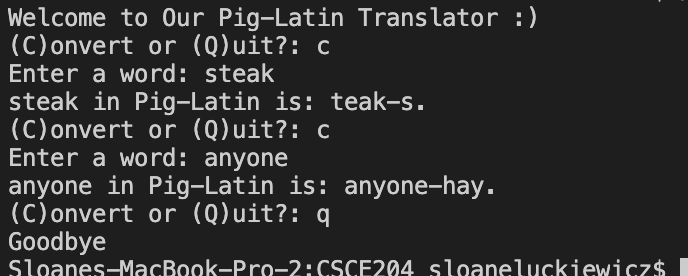 Welcome to Our Pig-Latin Translator :)
(C)onvert or (Q)uit?: c
Enter a word: steak
steak in Pig-Latin is: teak-s.
(C)onvert or (Q)uit?: c
Enter a word: anyone
anyone in Pig-Latin is: anyone-hay.
(C)onvert or (Q)uit?: q
Goodbye
Sloanes-MacBook-Pro-2:CSCE204 sloaneluckiewicz$